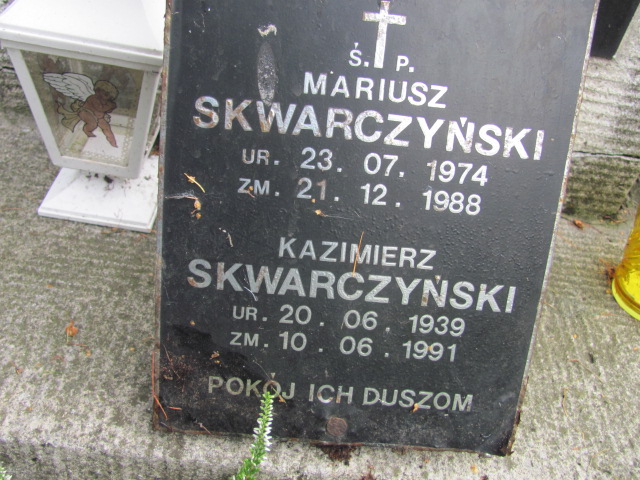 Ś. P.
MARIUSZ
SKWARCZYŃSKI
UR. 23. 07. 1974
ZM. 21. 12. 1988
KAZIMIERZ
SKWARCZYŃSKI
UR. 20. 06. 1939
ZM. 10. 06. 1991
POKÓJ ICH DUSZOM